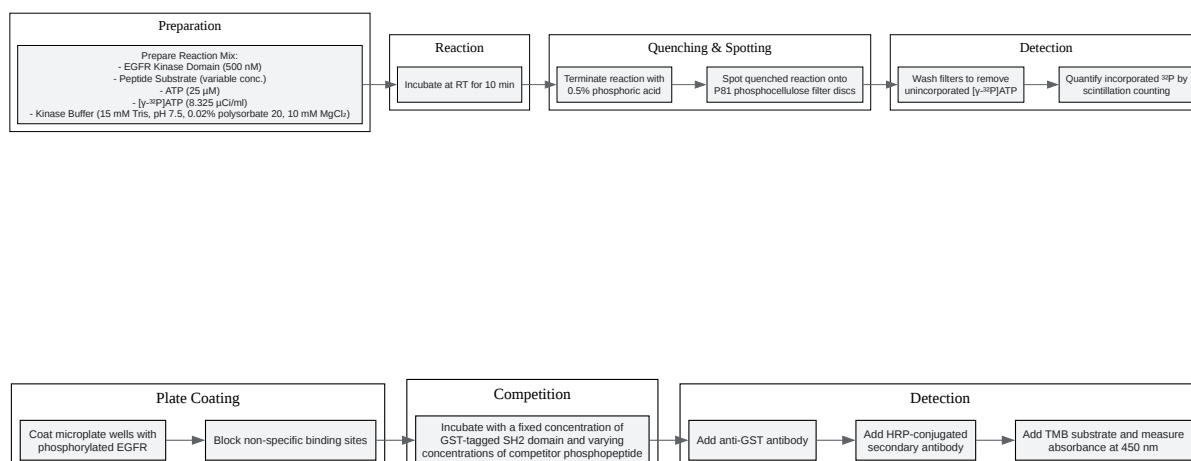 Preparation
Prepare Reaction Mix:
- EGFR Kinase Domain (500 nM)
- Peptide Substrate (variable conc.)
- ATP (25 µM)
- [γ-³²P]ATP (8.325 µCi/ml)
- Kinase Buffer (15 mM Tris, pH 7.5, 0.02% polysorbate 20, 10 mM MgCl₂)
Reaction
Incubate at RT for 10 min
Quenching & Spotting
Terminate reaction with
0.5% phosphoric acid
Spot quenched reaction onto
P81 phosphocellulose filter discs
Detection
Wash filters to remove
unincorporated [γ-³²P]ATP
Quantify incorporated ³²P by
scintillation counting
Plate Coating
Coat microplate wells with
phosphorylated EGFR
Block non-specific binding sites
Competition
Incubate with a fixed concentration of
GST-tagged SH2 domain and varying
concentrations of competitor phosphopeptide
Detection
Add anti-GST antibody
Add HRP-conjugated
secondary antibody
Add TMB substrate and measure
absorbance at 450 nm